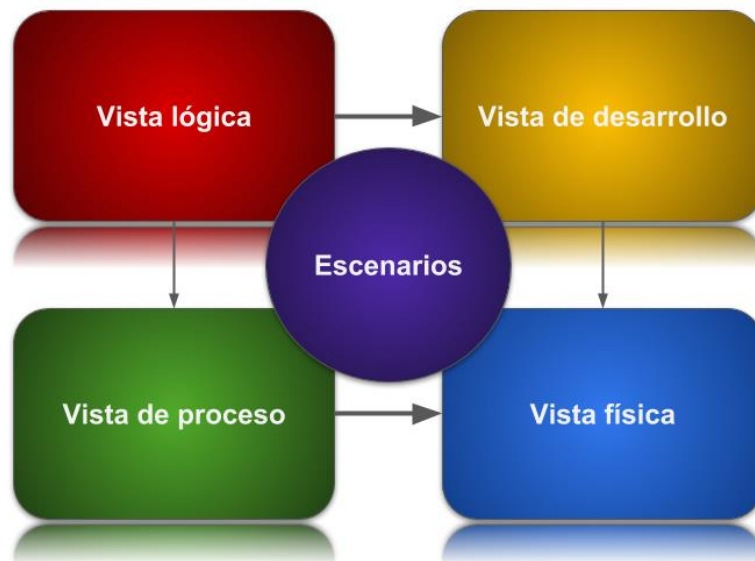 Vista lógica
Vista de desarrollo
Escenarios
Vista de proceso
Vista física